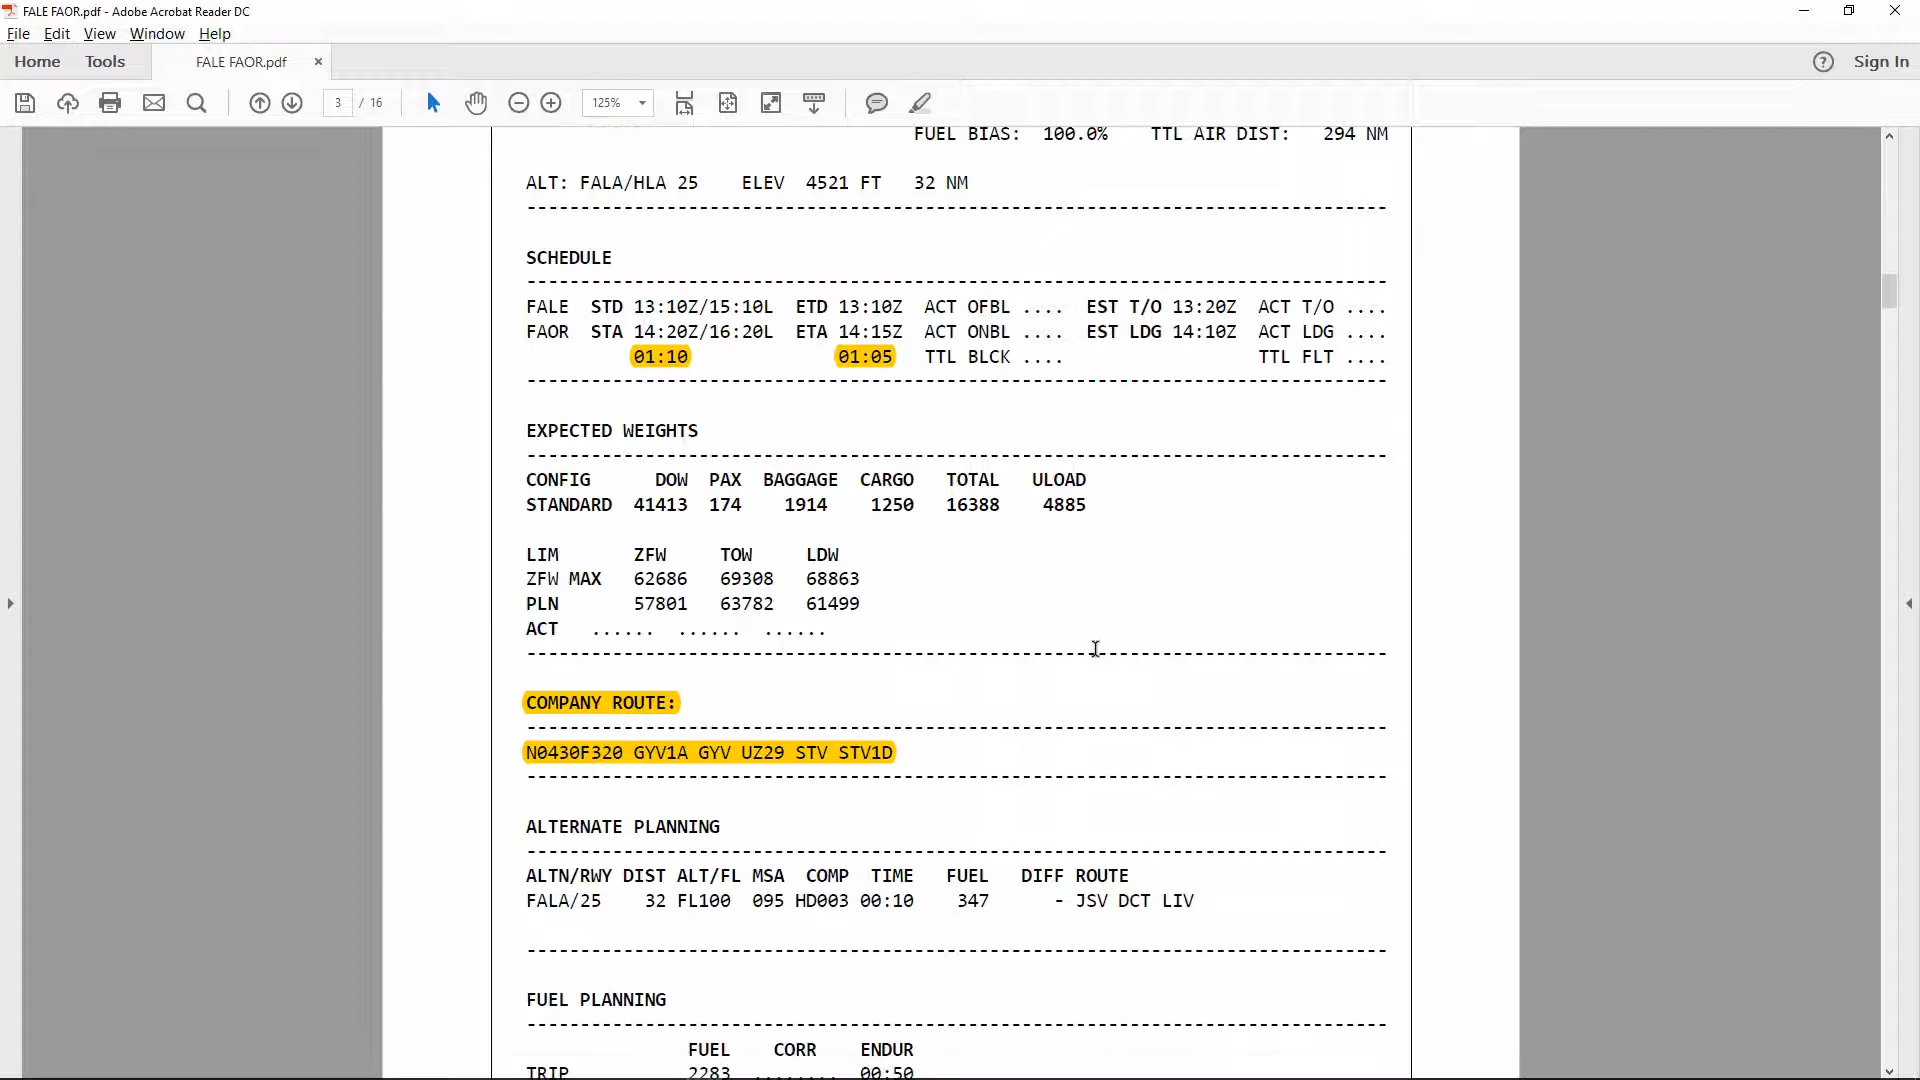 FALE FAOR.pdf - Adobe Acrobat Reader DC
File Edit View Window Help
Home Tools FALE FAOR.pdf × ? Sign In
3 / 16 125%
FUEL BIAS: 100.0% TTL AIR DIST: 294 NM
ALT: FALA/HLA 25 ELEV 4521 FT 32 NM
--------------------------------------------------------------------------------
SCHEDULE
--------------------------------------------------------------------------------
FALE STD 13:10Z/15:10L ETD 13:10Z ACT OFBL .... EST T/O 13:20Z ACT T/O ....
FAOR STA 14:20Z/16:20L ETA 14:15Z ACT ONBL .... EST LDG 14:10Z ACT LDG ....
01:10 01:05 TTL BLCK .... TTL FLT ....
--------------------------------------------------------------------------------
EXPECTED WEIGHTS
--------------------------------------------------------------------------------
CONFIG DOW PAX BAGGAGE CARGO TOTAL ULOAD
STANDARD 41413 174 1914 1250 16388 4885
LIM ZFW TOW LDW
ZFW MAX 62686 69308 68863
PLN 57801 63782 61499
ACT ...... ...... ......
--------------------------------------------------------------------------------
COMPANY ROUTE:
--------------------------------------------------------------------------------
N0430F320 GYV1A GYV UZ29 STV STV1D
--------------------------------------------------------------------------------
ALTERNATE PLANNING
--------------------------------------------------------------------------------
ALTN/RWY DIST ALT/FL MSA COMP TIME FUEL DIFF ROUTE
FALA/25 32 FL100 095 HD003 00:10 347 - JSV DCT LIV
--------------------------------------------------------------------------------
FUEL PLANNING
--------------------------------------------------------------------------------
FUEL CORR ENDUR
TRIP 2283 ........ 00:50